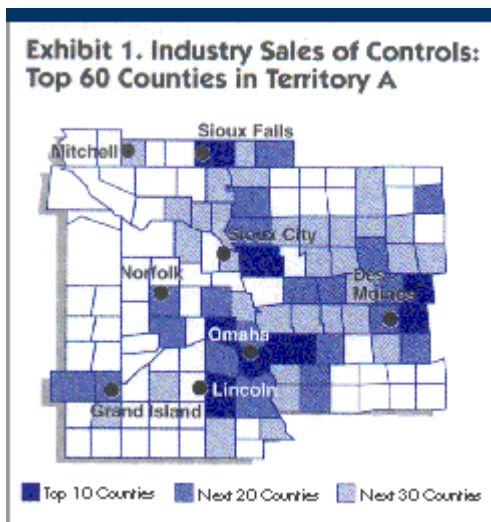 Exhibit 1. Industry Sales of Controls:
Top 60 Counties in Territory A
Sioux Falls
Mitchell
Sioux City
Norfolk
Des
Moines
Omaha
Lincoln
Grand Island
Top 10 Counties
Next 20 Counties
Next 30 Counties